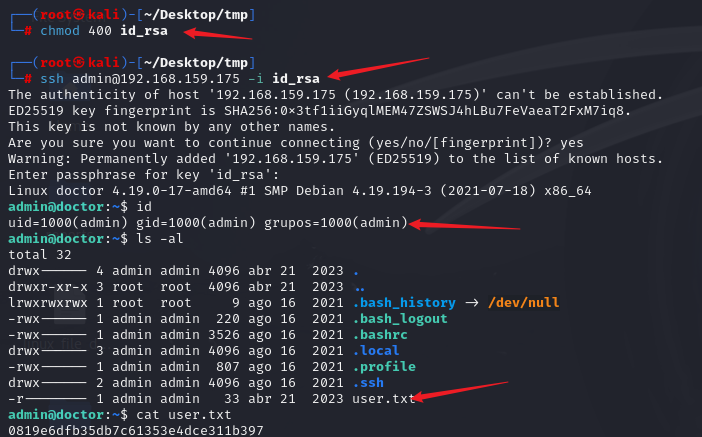 ┌──(root㉿kali)-[~/Desktop/tmp]
└─# chmod 400 id_rsa
┌──(root㉿kali)-[~/Desktop/tmp]
└─# ssh admin@192.168.159.175 -i id_rsa
The authenticity of host '192.168.159.175 (192.168.159.175)' can't be established.
ED25519 key fingerprint is SHA256:0×3tf1iiGyqlMEM47ZSWSJ4hLBu7FeVaeaT2FxM7iq8.
This key is not known by any other names.
Are you sure you want to continue connecting (yes/no/[fingerprint])? yes
Warning: Permanently added '192.168.159.175' (ED25519) to the list of known hosts.
Enter passphrase for key 'id_rsa':
Linux doctor 4.19.0-17-amd64 #1 SMP Debian 4.19.194-3 (2021-07-18) x86_64
admin@doctor:~$ id
uid=1000(admin) gid=1000(admin) grupos=1000(admin)
admin@doctor:~$ ls -al
total 32
drwx------ 4 admin admin 4096 abr 21  2023 .
drwxr-xr-x 3 root  root  4096 abr 21  2023 ..
lrwxrwxrwx 1 root  root     9 ago 16  2021 .bash_history -> /dev/null
-rwx------ 1 admin admin  220 ago 16  2021 .bash_logout
-rwx------ 1 admin admin 3526 ago 16  2021 .bashrc
drwx------ 3 admin admin 4096 ago 16  2021 .local
-rwx------ 1 admin admin  807 ago 16  2021 .profile
drwx------ 2 admin admin 4096 ago 16  2021 .ssh
-r-------- 1 admin admin   33 abr 21  2023 user.txt
admin@doctor:~$ cat user.txt
0819e6dfb35db7c61353e4dce311b397